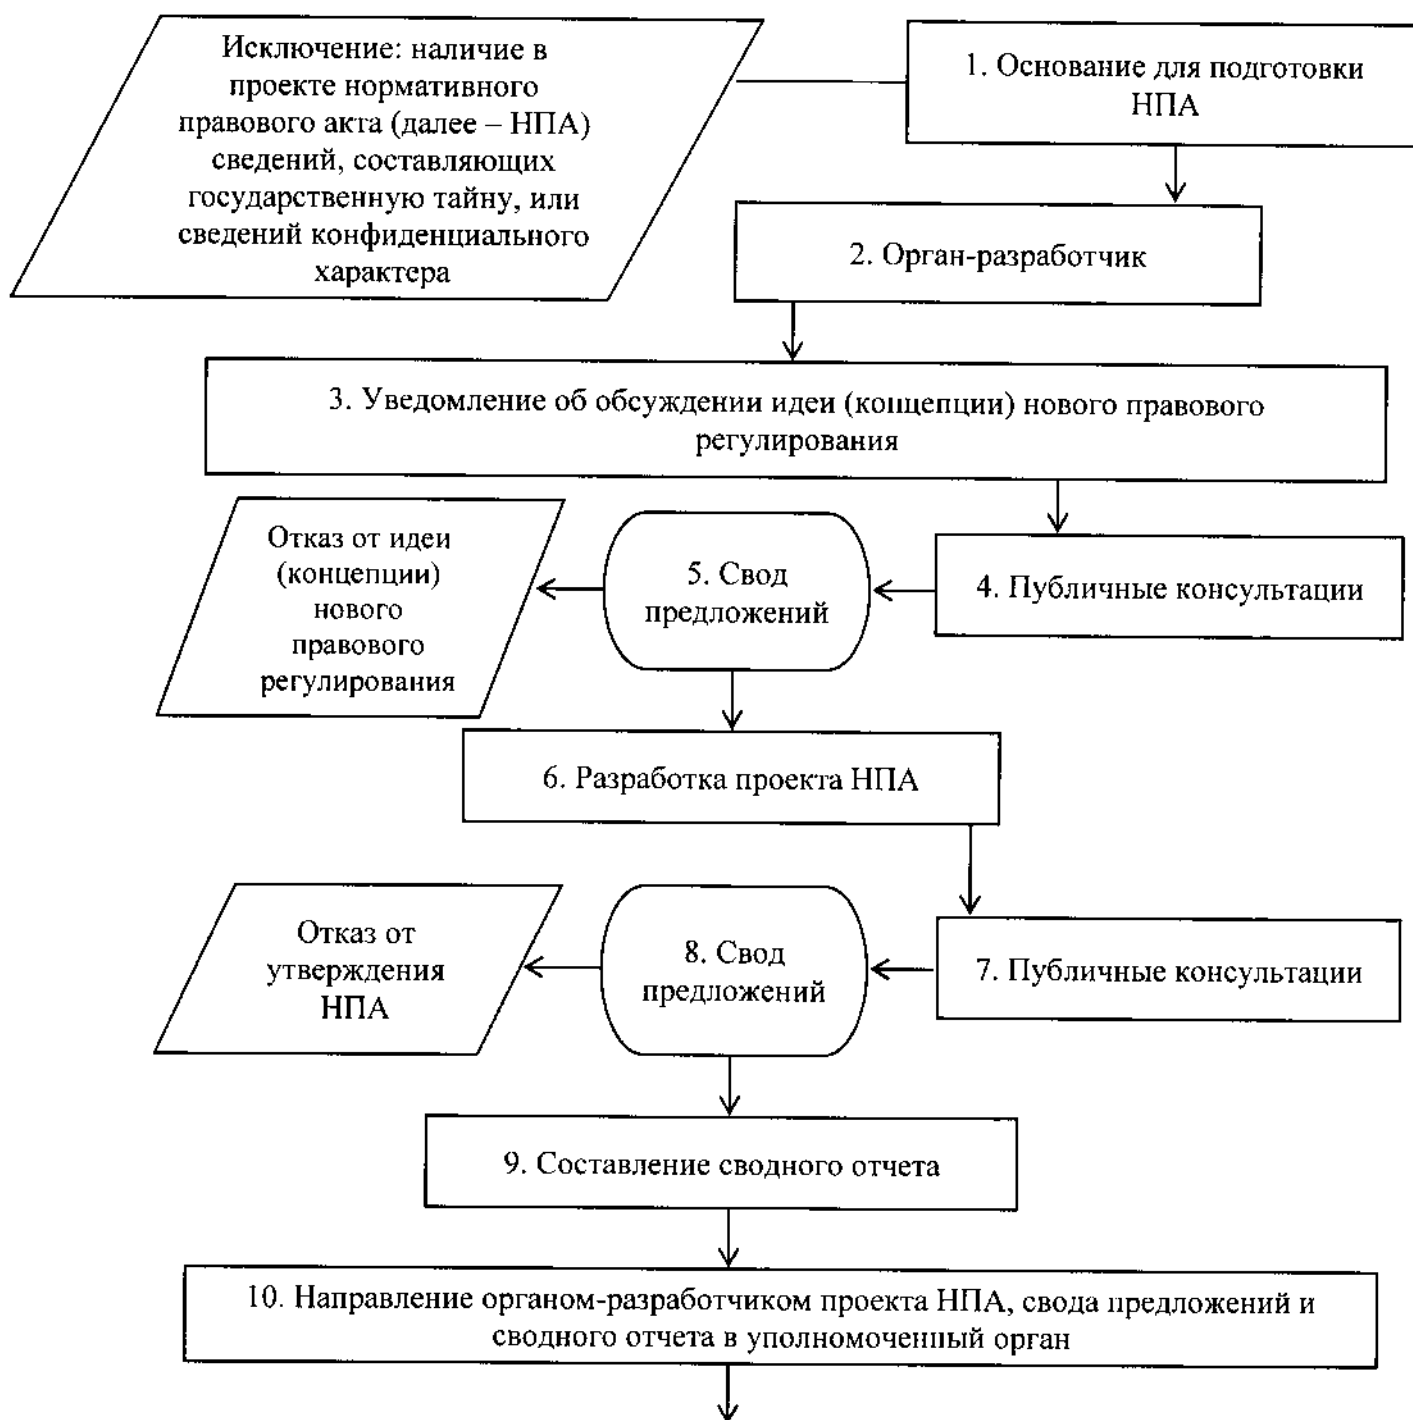 Исключение: наличие в
проекте нормативного
правового акта (далее – НПА)
сведений, составляющих
государственную тайну, или
сведений конфиденциального
характера
1. Основание для подготовки
НПА
2. Орган-разработчик
3. Уведомление об обсуждении идеи (концепции) нового правового
регулирования
Отказ от идеи
(концепции)
нового
правового
регулирования
5. Свод
предложений
4. Публичные консультации
6. Разработка проекта НПА
Отказ от
утверждения
НПА
8. Свод
предложений
7. Публичные консультации
9. Составление сводного отчета
10. Направление органом-разработчиком проекта НПА, свода предложений и
сводного отчета в уполномоченный орган